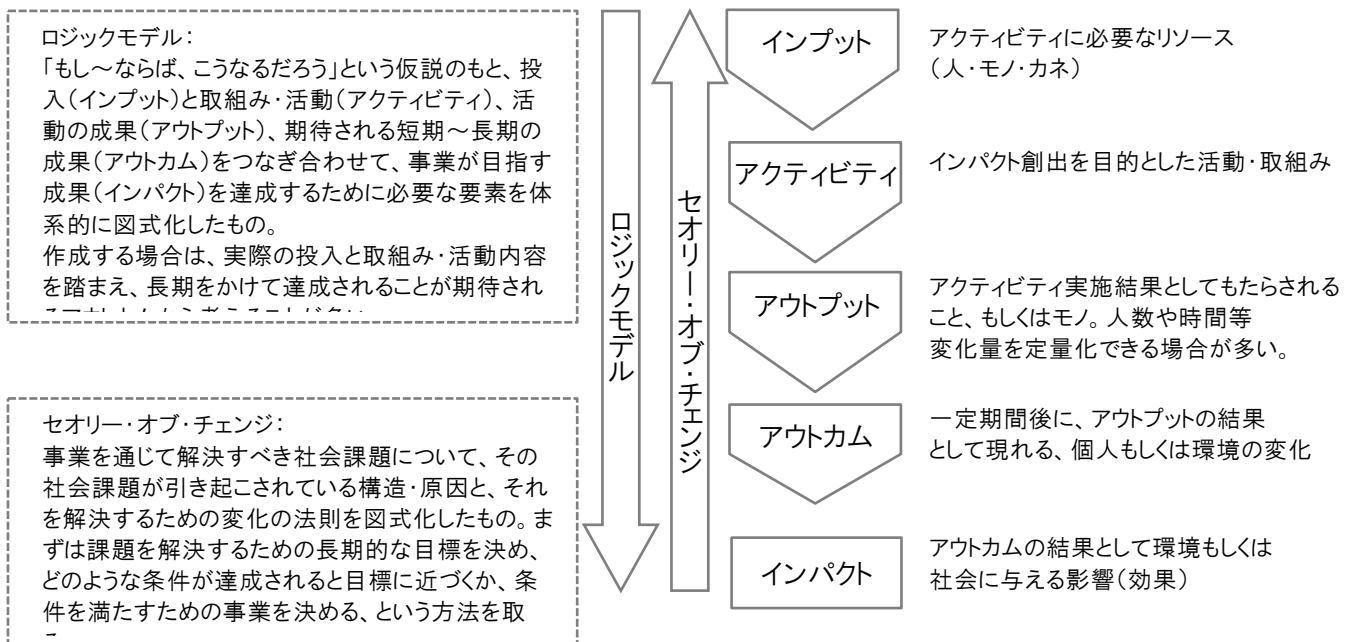 ロジックモデル：
「もし～ならば、こうなるだろう」という仮説のもと、投
入（インプット）と取組み・活動（アクティビティ）、活
動の成果（アウトプット）、期待される短期～長期の
成果（アウトカム）をつなぎ合わせて、事業が目指す
成果（インパクト）を達成するために必要な要素を体
系的に図式化したもの。
作成する場合は、実際の投入と取組み・活動内容
を踏まえ、長期をかけて達成されることが期待され
セオリー・オブ・チェンジ：
事業を通じて解決すべき社会課題について、その
社会課題が引き起こされている構造・原因と、それ
を解決するための変化の法則を図式化したもの。ま
ずは課題を解決するための長期的な目標を決め、
どのような条件が達成されると目標に近づくか、条
件を満たすための事業を決める、という方法を取
ロジックモデル
セオリー・オブ・チェンジ
インプット
アクティビティに必要なリソース
（人・モノ・カネ）
アクティビティ
インパクト創出を目的とした活動・取組み
アウトプット
アクティビティ実施結果としてもたらされる
こと、もしくはモノ。人数や時間等
変化量を定量化できる場合が多い。
アウトカム
一定期間後に、アウトプットの結果
として現れる、個人もしくは環境の変化
インパクト
アウトカムの結果として環境もしくは
社会に与える影響（効果）